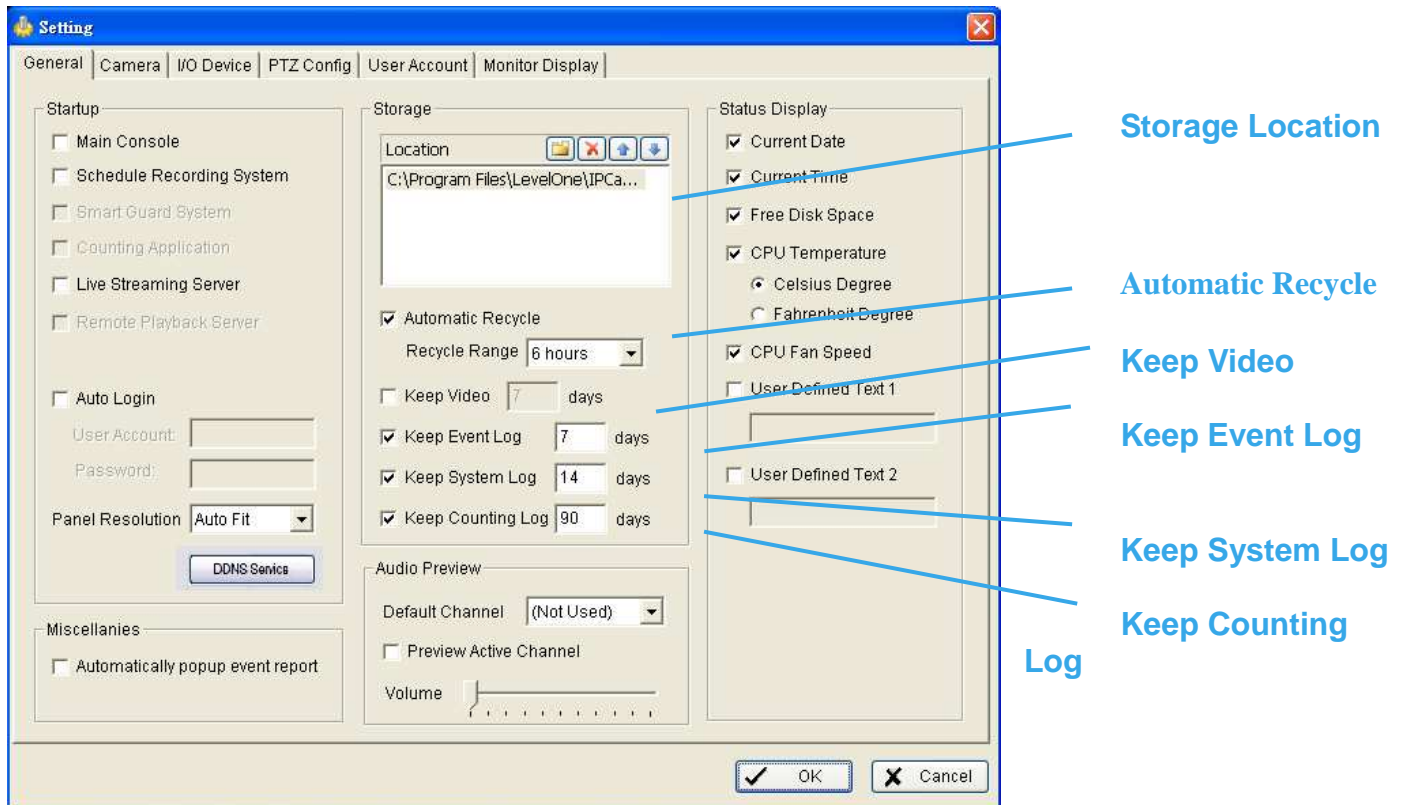 Setting
General Camera I/O Device PTZ Config User Account Monitor Display
Startup
Main Console
Schedule Recording System
Smart Guard System
Counting Application
Live Streaming Server
Remote Playback Server
Auto Login
User Account:
Password:
Panel Resolution Auto Fit
DDNS Servics
Miscellanies
Automatically popup event report
Storage
Location
C:\Program Files\LevelOne\IPCa...
Automatic Recycle
Recycle Range 6 hours
Keep Video 7 days
Keep Event Log 7 days
Keep System Log 14 days
Keep Counting Log 90 days
Audio Preview
Default Channel (Not Used)
Preview Active Channel
Volume
Status Display
Current Date
Current Time
Free Disk Space
CPU Temperature
Celsius Degree
Fahrenheit Degree
CPU Fan Speed
User Defined Text 1
User Defined Text 2
OK Cancel
Storage Location
Automatic Recycle
Keep Video
Keep Event Log
Keep System Log
Keep Counting
Log